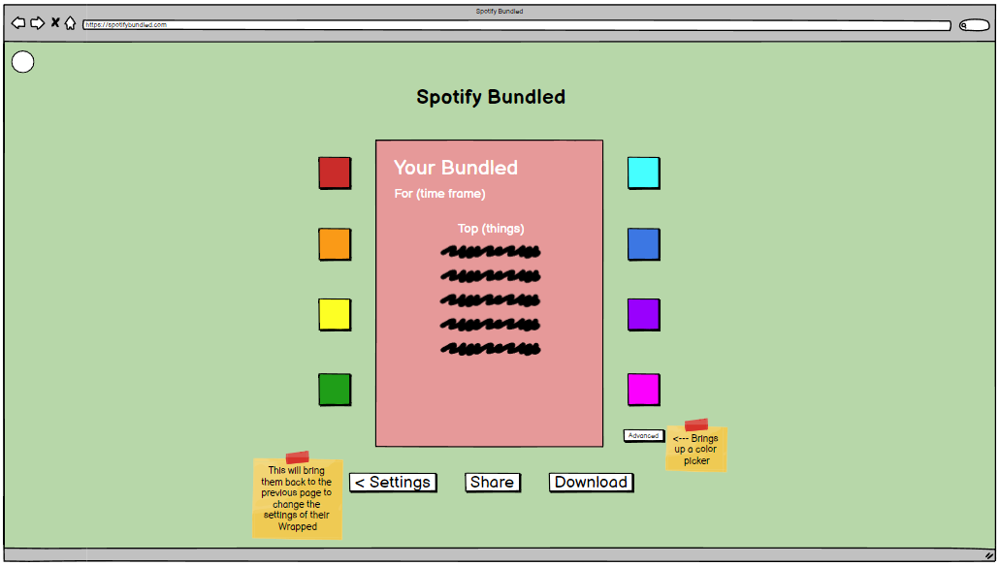 Spotify Bundled
https://spotifybundled.com
Spotify Bundled
Your Bundled
For (time frame)
Top (things)
Advanced
<--- Brings
up a color
picker
This will bring
them back to the
previous page to
change the
settings of their
Wrapped
< Settings
Share
Download